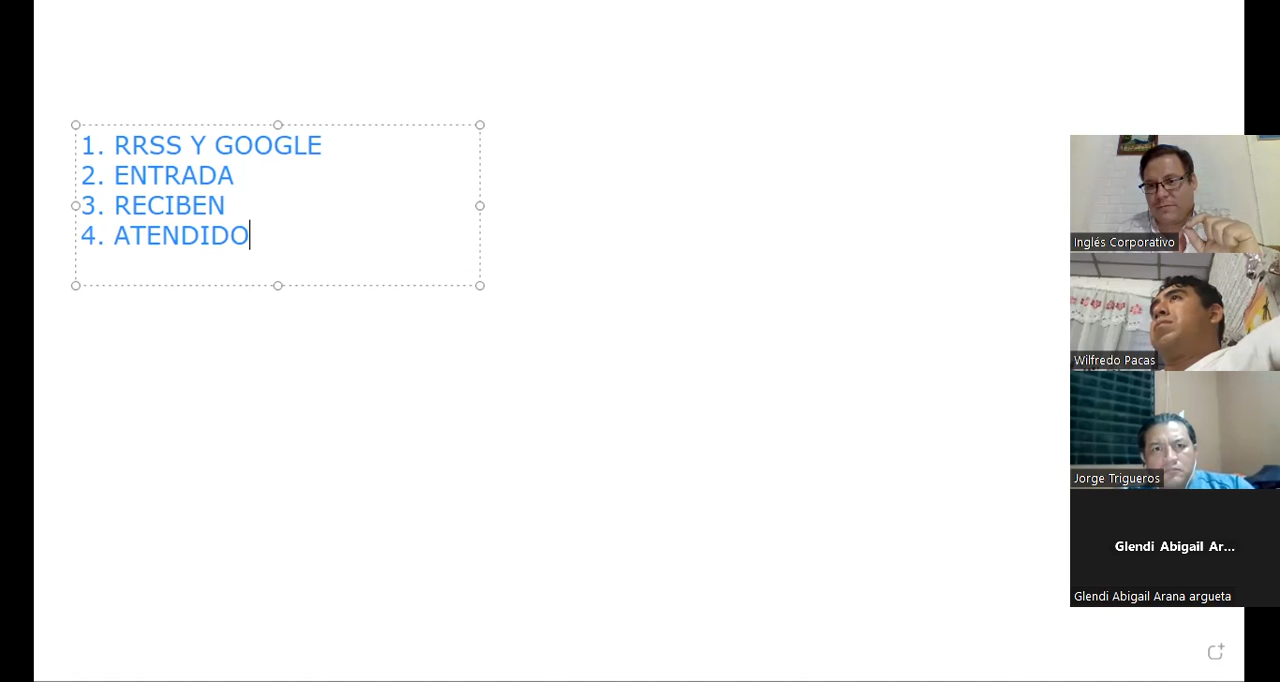 1. RRSS Y GOOGLE
2. ENTRADA
3. RECIBEN
4. ATENDIDO
Inglés Corporativo
Wilfredo Pacas
Jorge Trigueros
Glendi Abigail Ar...
Glendi Abigail Arana argueta